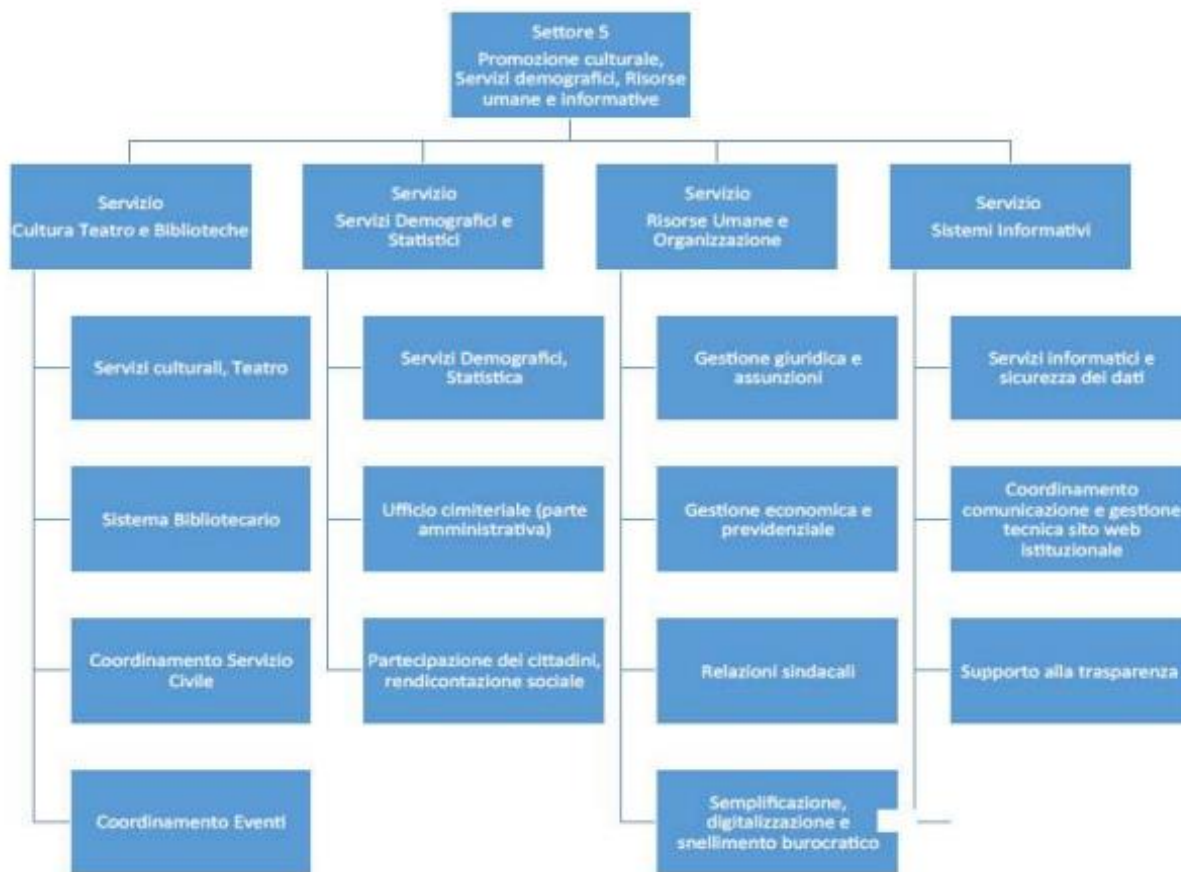 Settore 5
Promozione culturale,
Servizi demografici, Risorse
umane e informative
Servizio
Cultura Teatro e Biblioteche
Servizio
Servizi Demografici e
Statistici
Servizio
Risorse Umane e
Organizzazione
Servizio
Sistemi Informativi
Servizi culturali, Teatro
Sistema Bibliotecario
Coordinamento Servizio
Civile
Coordinamento Eventi
Servizi Demografici,
Statistica
Ufficio cimiteriale (parte
amministrativa)
Partecipazione dei cittadini,
rendicontazione sociale
Gestione giuridica e
assunzioni
Gestione economica e
previdenziale
Relazioni sindacali
Semplificazione,
digitalizzazione e
snellimento burocratico
Servizi informatici e
sicurezza dei dati
Coordinamento
comunicazione e gestione
tecnica sito web
istituzionale
Supporto alla trasparenza